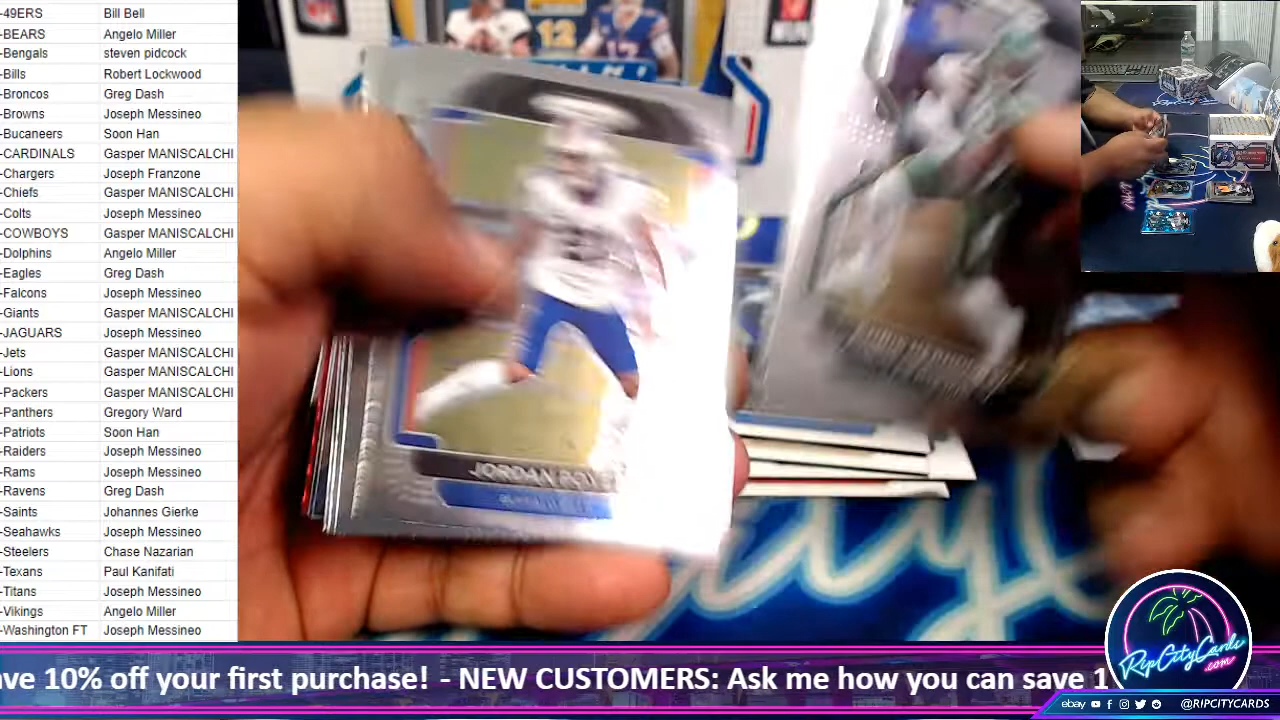 -49ERS Bill Bell
-BEARS Angelo Miller
-Bengals steven pidcock
-Bills Robert Lockwood
-Broncos Greg Dash
-Browns Joseph Messineo
-Bucaneers Soon Han
-CARDINALS Gasper MANISCALCHI
-Chargers Joseph Franzone
-Chiefs Gasper MANISCALCHI
-Colts Joseph Messineo
-COWBOYS Gasper MANISCALCHI
-Dolphins Angelo Miller
-Eagles Greg Dash
-Falcons Joseph Messineo
-Giants Gasper MANISCALCHI
-JAGUARS Joseph Messineo
-Jets Gasper MANISCALCHI
-Lions Gasper MANISCALCHI
-Packers Gasper MANISCALCHI
-Panthers Gregory Ward
-Patriots Soon Han
-Raiders Joseph Messineo
-Rams Joseph Messineo
-Ravens Greg Dash
-Saints Johannes Gierke
-Seahawks Joseph Messineo
-Steelers Chase Nazarian
-Texans Paul Kanifati
-Titans Joseph Messineo
-Vikings Angelo Miller
-Washington FT Joseph Messineo
12
17
JORDAN
ave 10% off your first purchase! - NEW CUSTOMERS: Ask me how you can save 1
RipCityCards
.com
ebay @RIPCITYCARDS